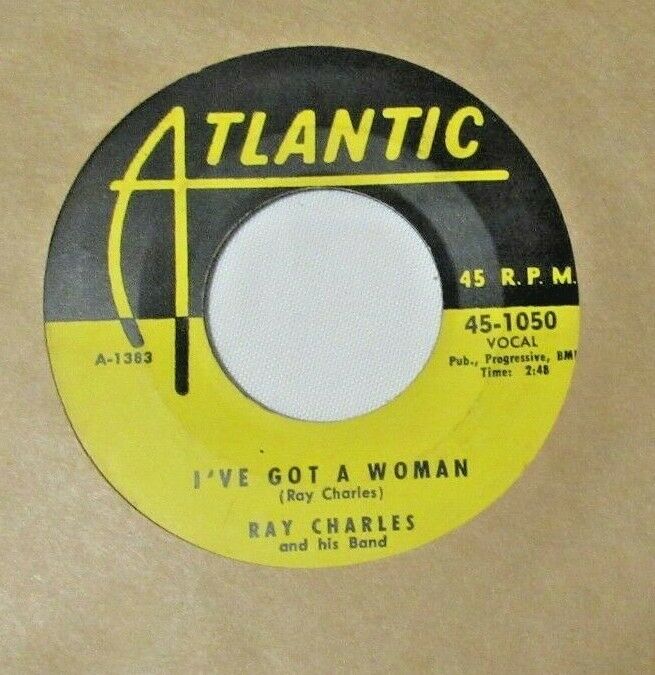 ATLANTIC
45 R.P.M.
45-1050
VOCAL
Pub., Progressive, BMI
Time: 2:48
A-1383
I'VE GOT A WOMAN
(Ray Charles)
RAY CHARLES
and his Band